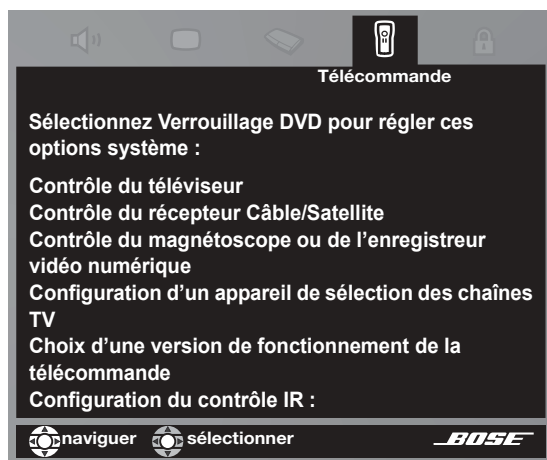 Télécommande
Sélectionnez Verrouillage DVD pour régler ces
options système :
Contrôle du téléviseur
Contrôle du récepteur Câble/Satellite
Contrôle du magnétoscope ou de l'enregistreur
vidéo numérique
Configuration d'un appareil de sélection des chaînes
TV
Choix d'une version de fonctionnement de la
télécommande
Configuration du contrôle IR :
naviguer sélectionner BOSE